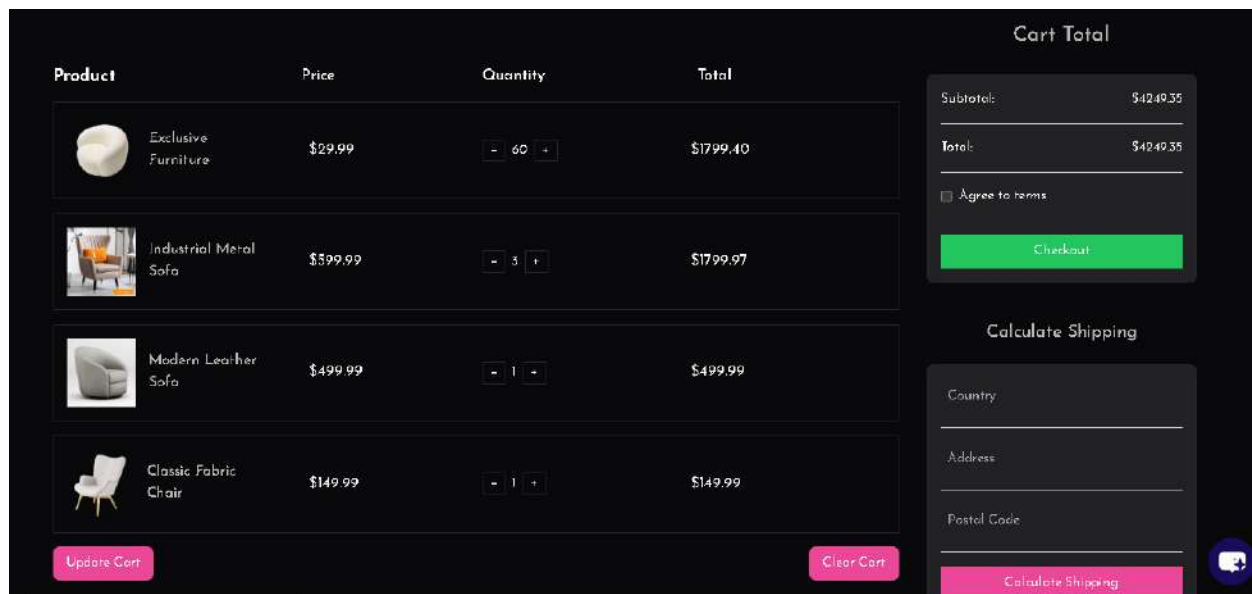 Cart Total
Product Price Quantity Total
Subtotal: $4249.35
Exclusive
Furniture
$29.99 - 60 + $1799.40
Total: $4249.35
Agree to terms
Industrial Metal
Sofa
$599.99 - 3 + $1799.97
Checkout
Calculate Shipping
Modern Leather
Sofa
$499.99 - 1 + $499.99
Country
Address
Classic Fabric
Chair
$149.99 - 1 + $149.99
Postal Code
Update Cart Clear Cart
Calculate Shipping